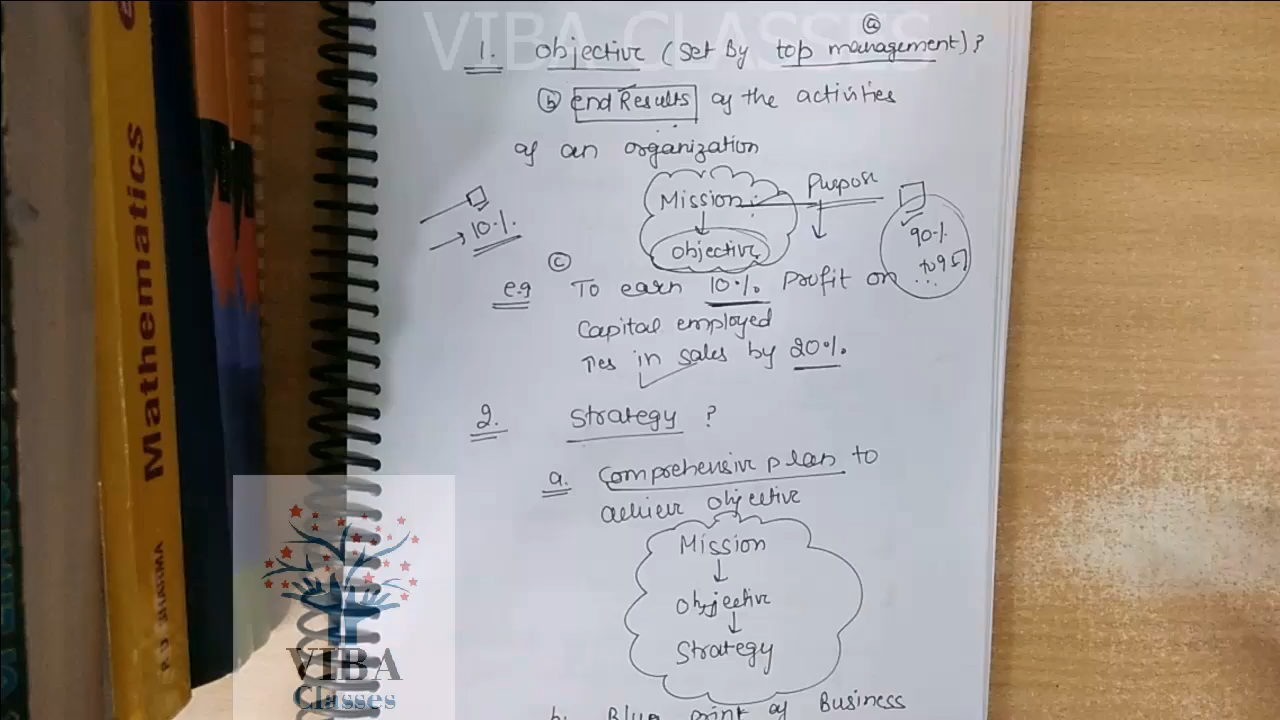 VIBA CLASSES
1. Objective (Set By top management)?
ⓐ
ⓑ End Results of the activities
of an organization
Mission
Purpose
10%
Objective
90%
to 95
...
ⓒ
e.g To earn 10% Profit on
Capital employed
↑es in sales by 20%.
2. Strategy ?
a. Comprehensive plan to
achieve objective
Mission
Objective
Strategy
b. Blue print of Business
Mathematics
R.D. SHARMA
VIBA
Classes